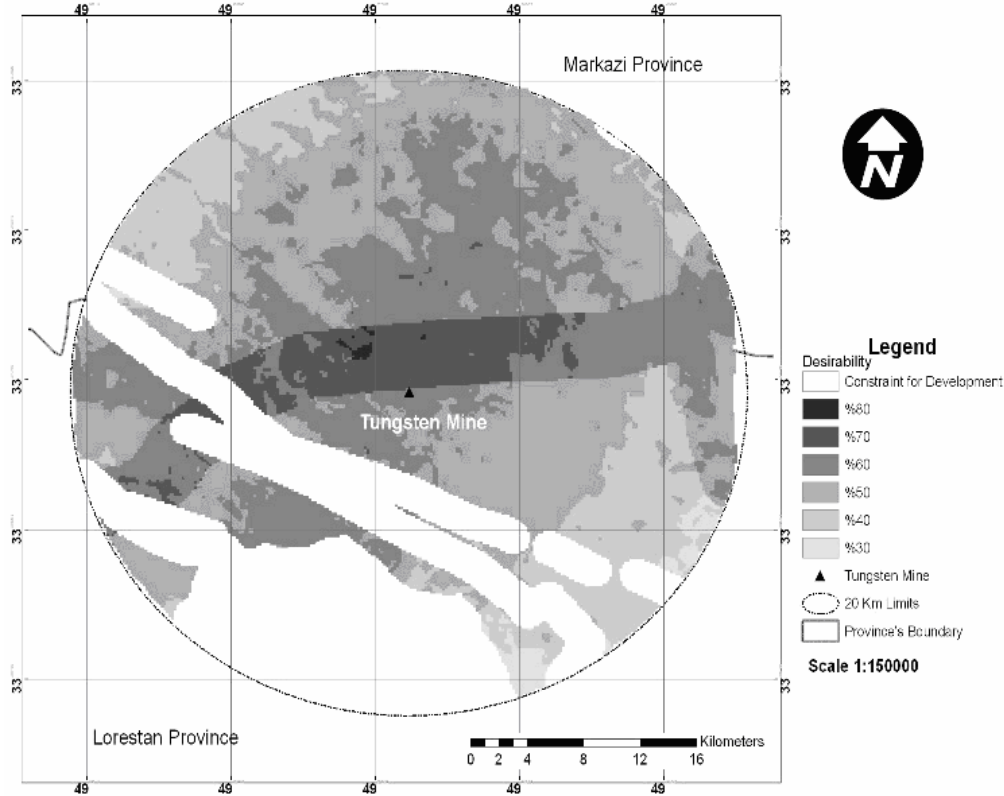 49 49 49 49 49
Markazi Province
33 33
N
33 33
33 33
Tungsten Mine
33 33
33 33
Lorestan Province
Legend
Desirability
Constraint for Development
%80
%70
%60
%50
%40
%30
Tungsten Mine
20 Km Limits
Province's Boundary
Scale 1:150000
Kilometers
0 2 4 8 12 16
49 49 49 49 49